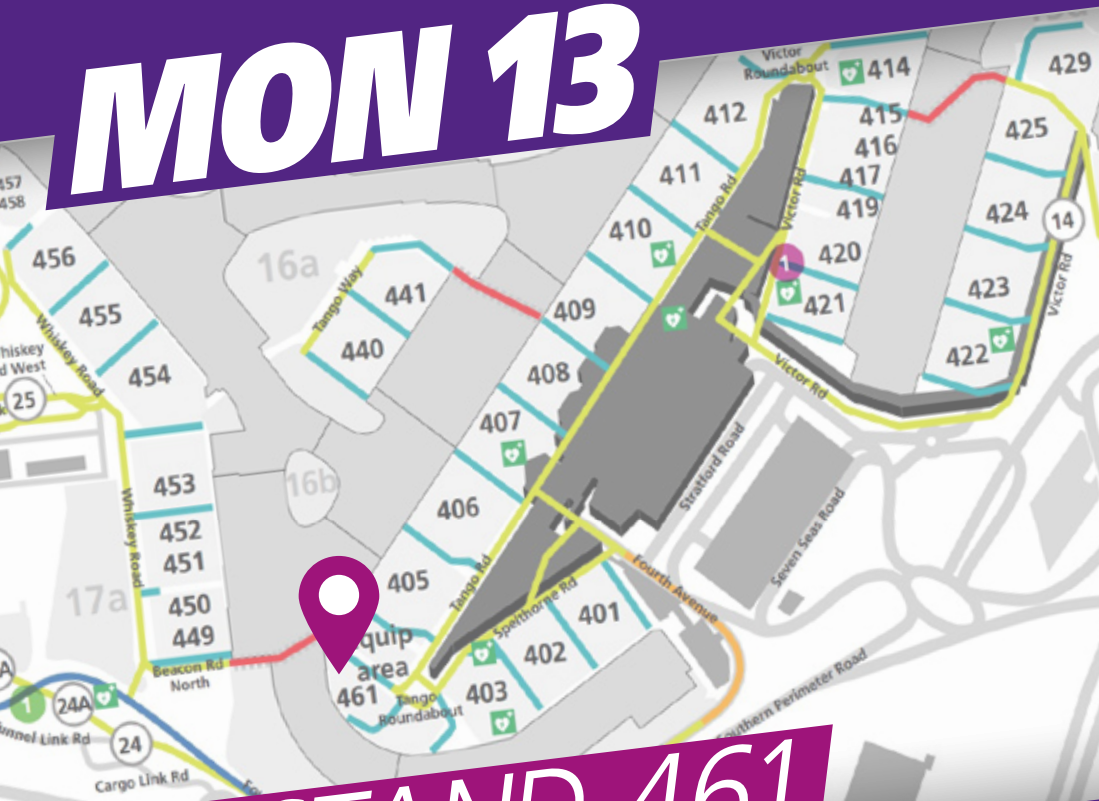 MON 13
Victor
Roundabout
414
429
412
415
416
425
411
417
457
458
419
Tango Rd
Victor Rd
410
424
14
456
16a
420
Victor Rd
1
441
423
421
Tango Way
409
455
Whiskey Road
440
422
454
408
Victor Rd
25
407
Stratford Road
453
16b
406
Seven Seas Road
Whiskey Road
452
451
Tango Rd
405
Fourth Avenue
17a
450
Spelthorne Rd
401
449
402
Beacon Rd
North
quip
area
461
403
Tango
Roundabout
Southern Perimeter Road
1
24A
unnel Link Rd
24
Cargo Link Rd
STAND 461